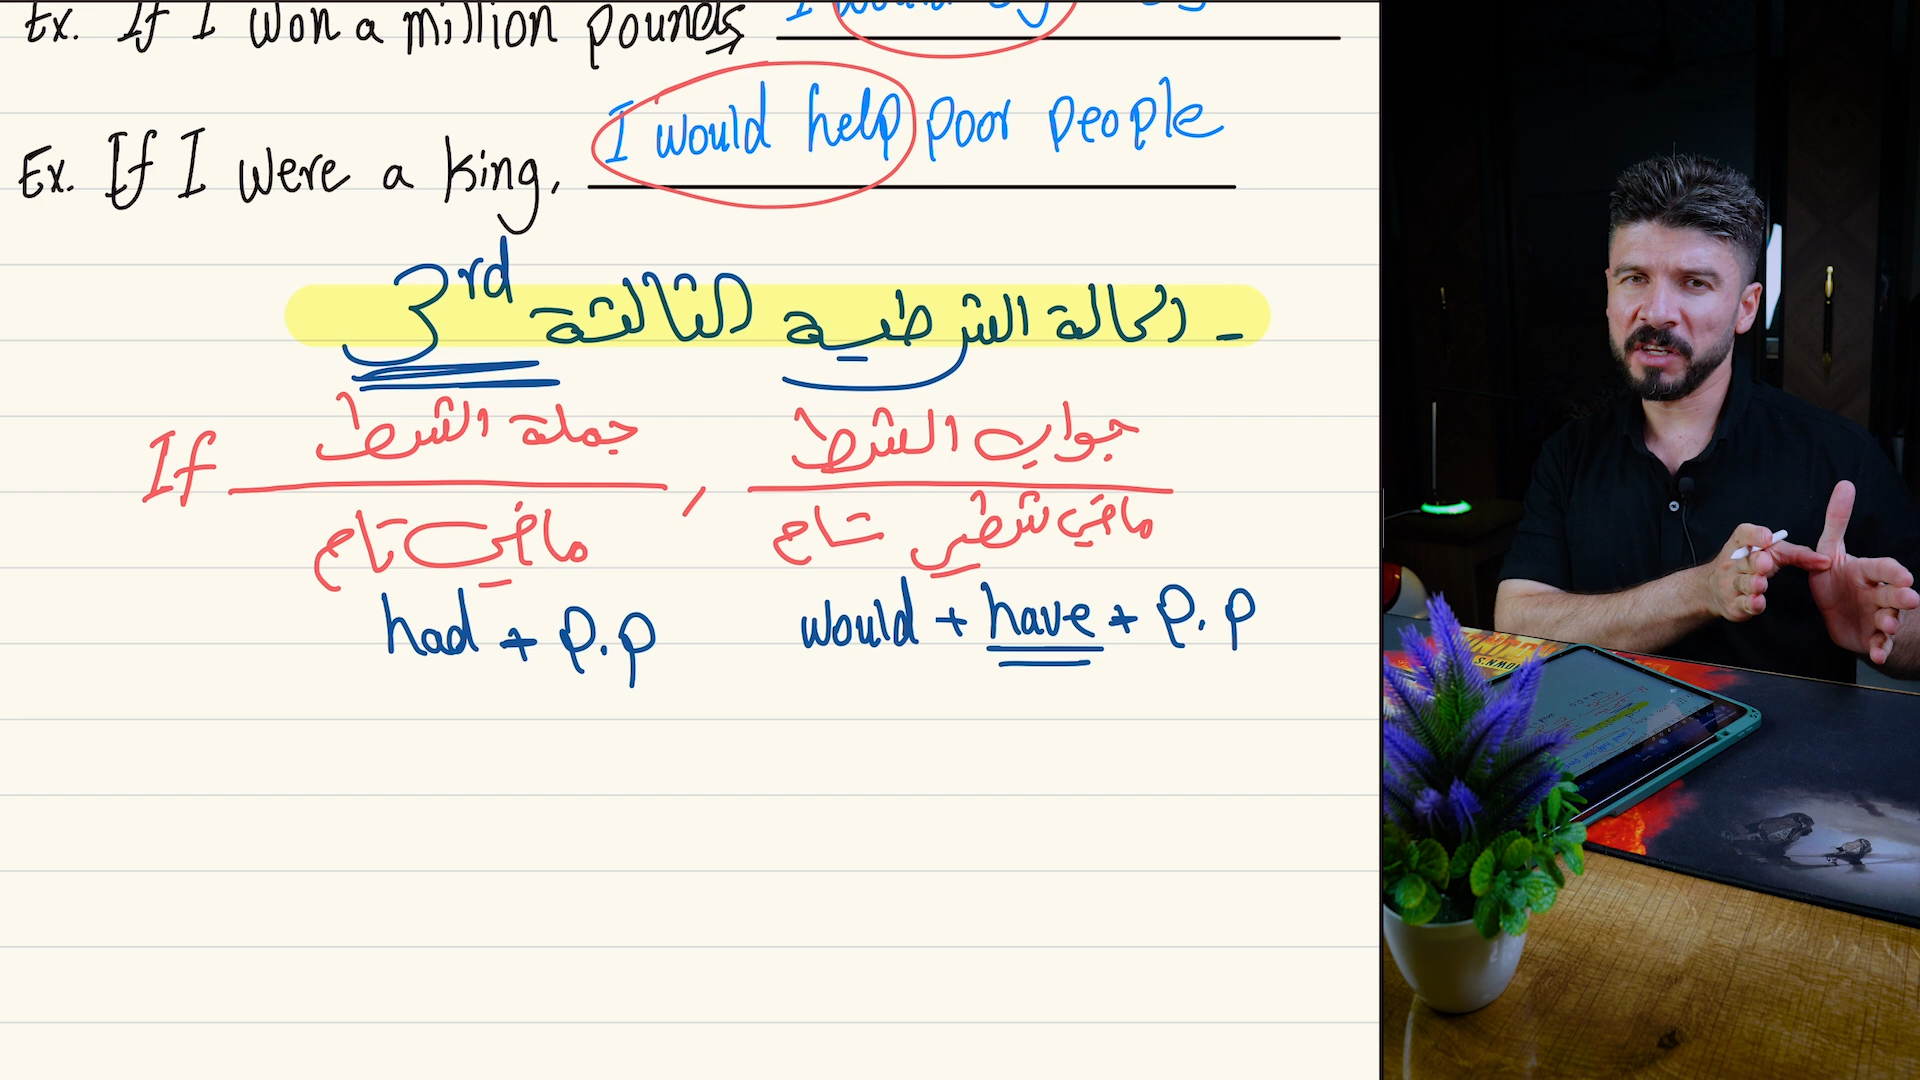 Ex. If I won a million pounds I would
Ex. If I were a king, I would help poor people
- الحالة الشرطية الثالثة 3rd
If جملة الشرط , جواب الشرط
ماضي تام ماضي شرطي تام
had + p.p would + have + p.p